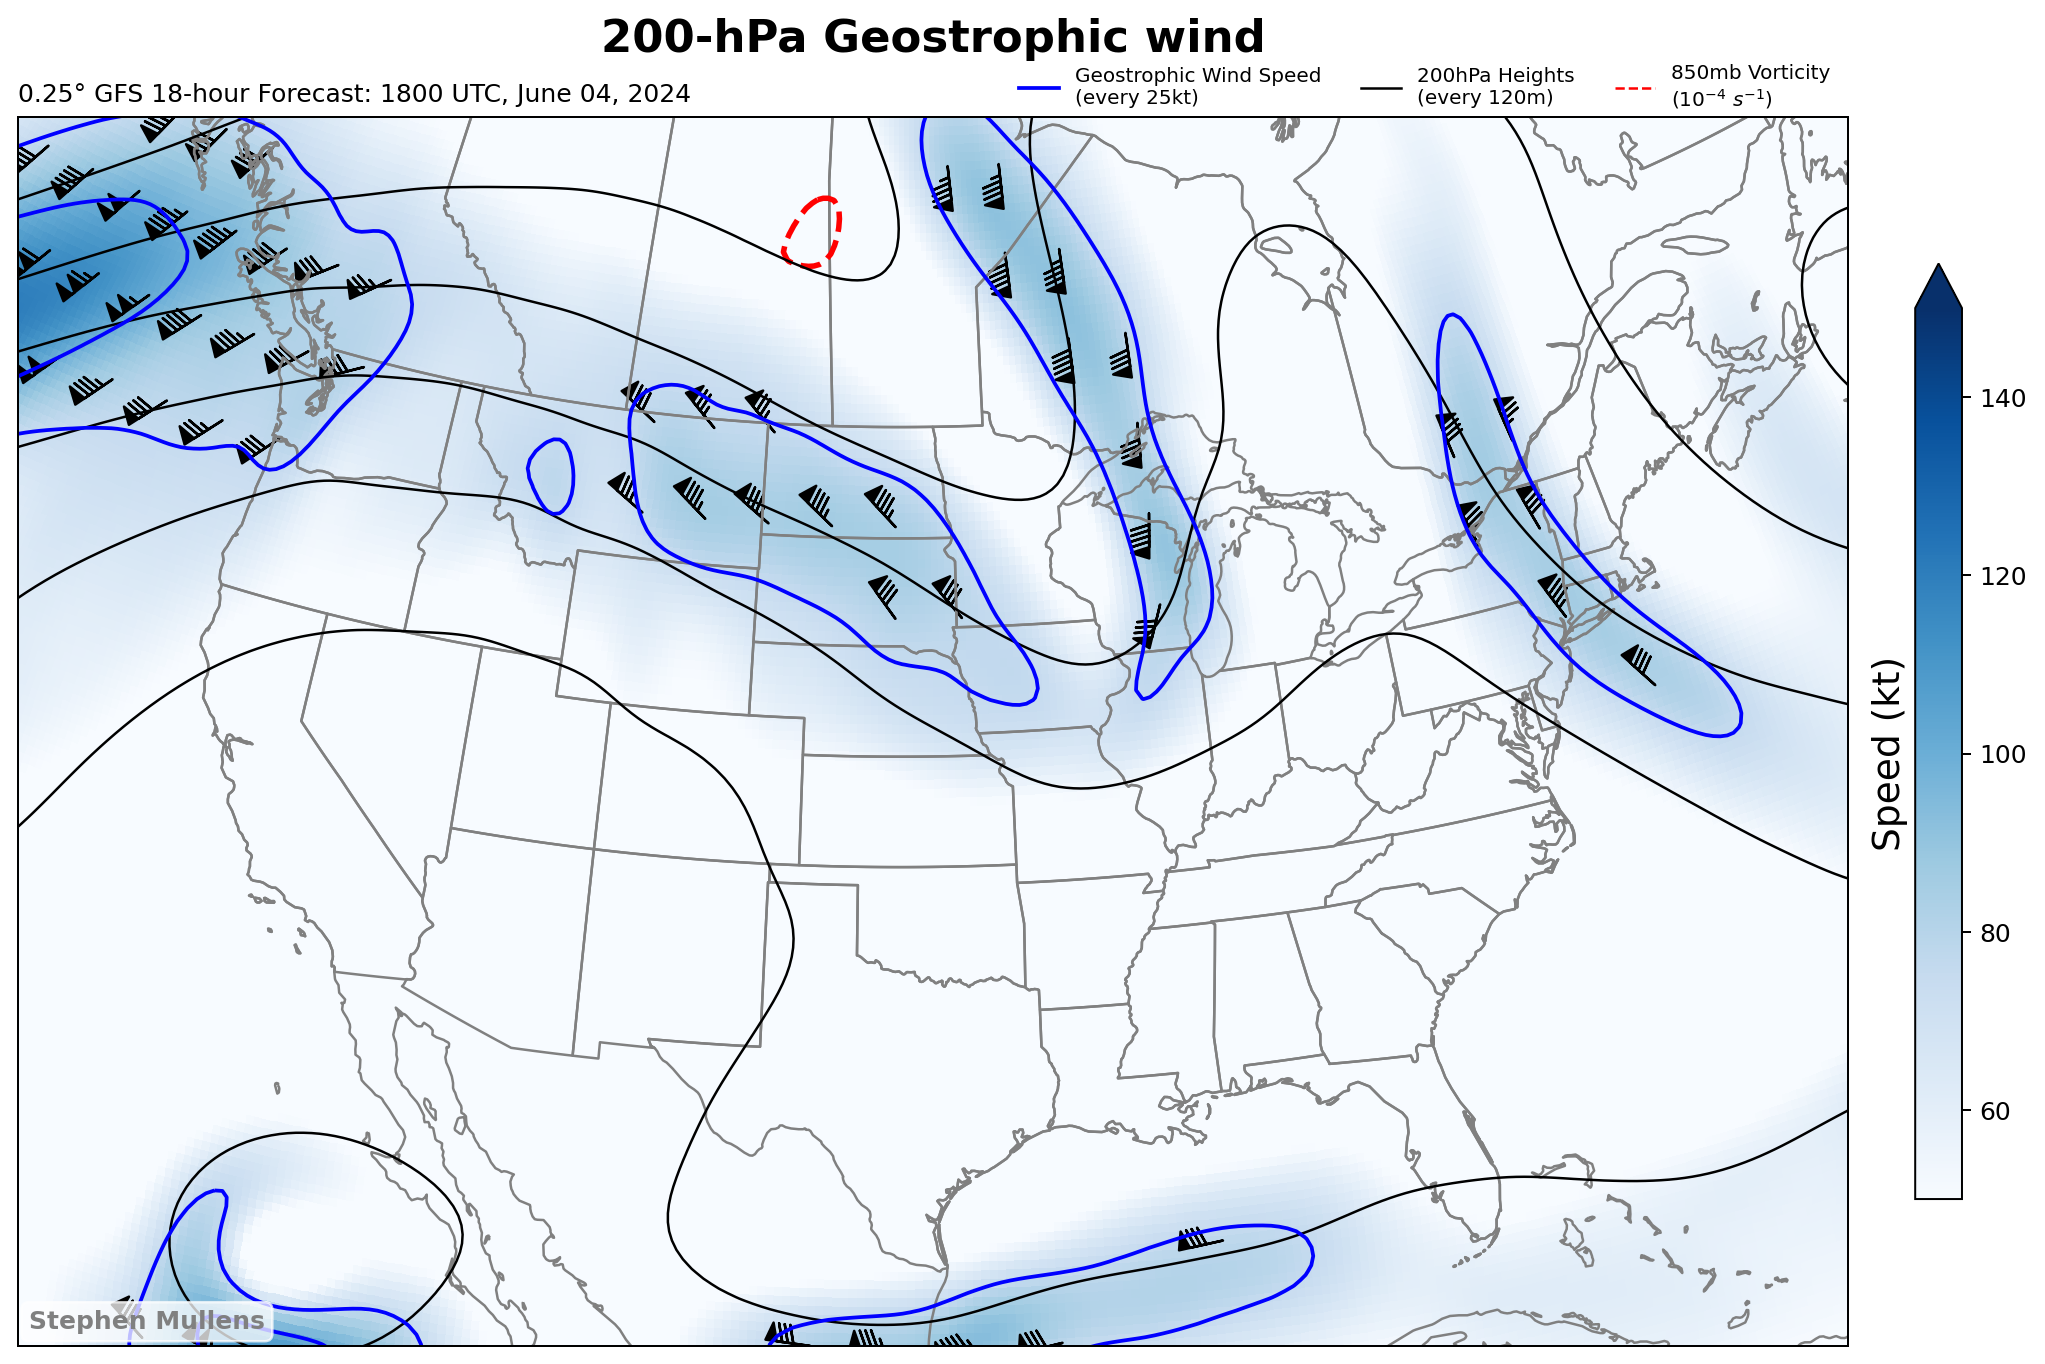 200-hPa Geostrophic wind
0.25° GFS 18-hour Forecast: 1800 UTC, June 04, 2024
Geostrophic Wind Speed
(every 25kt)
200hPa Heights
(every 120m)
850mb Vorticity
(10⁻⁴ s⁻¹)
140
120
100
80
60
Speed (kt)
Stephen Mullens